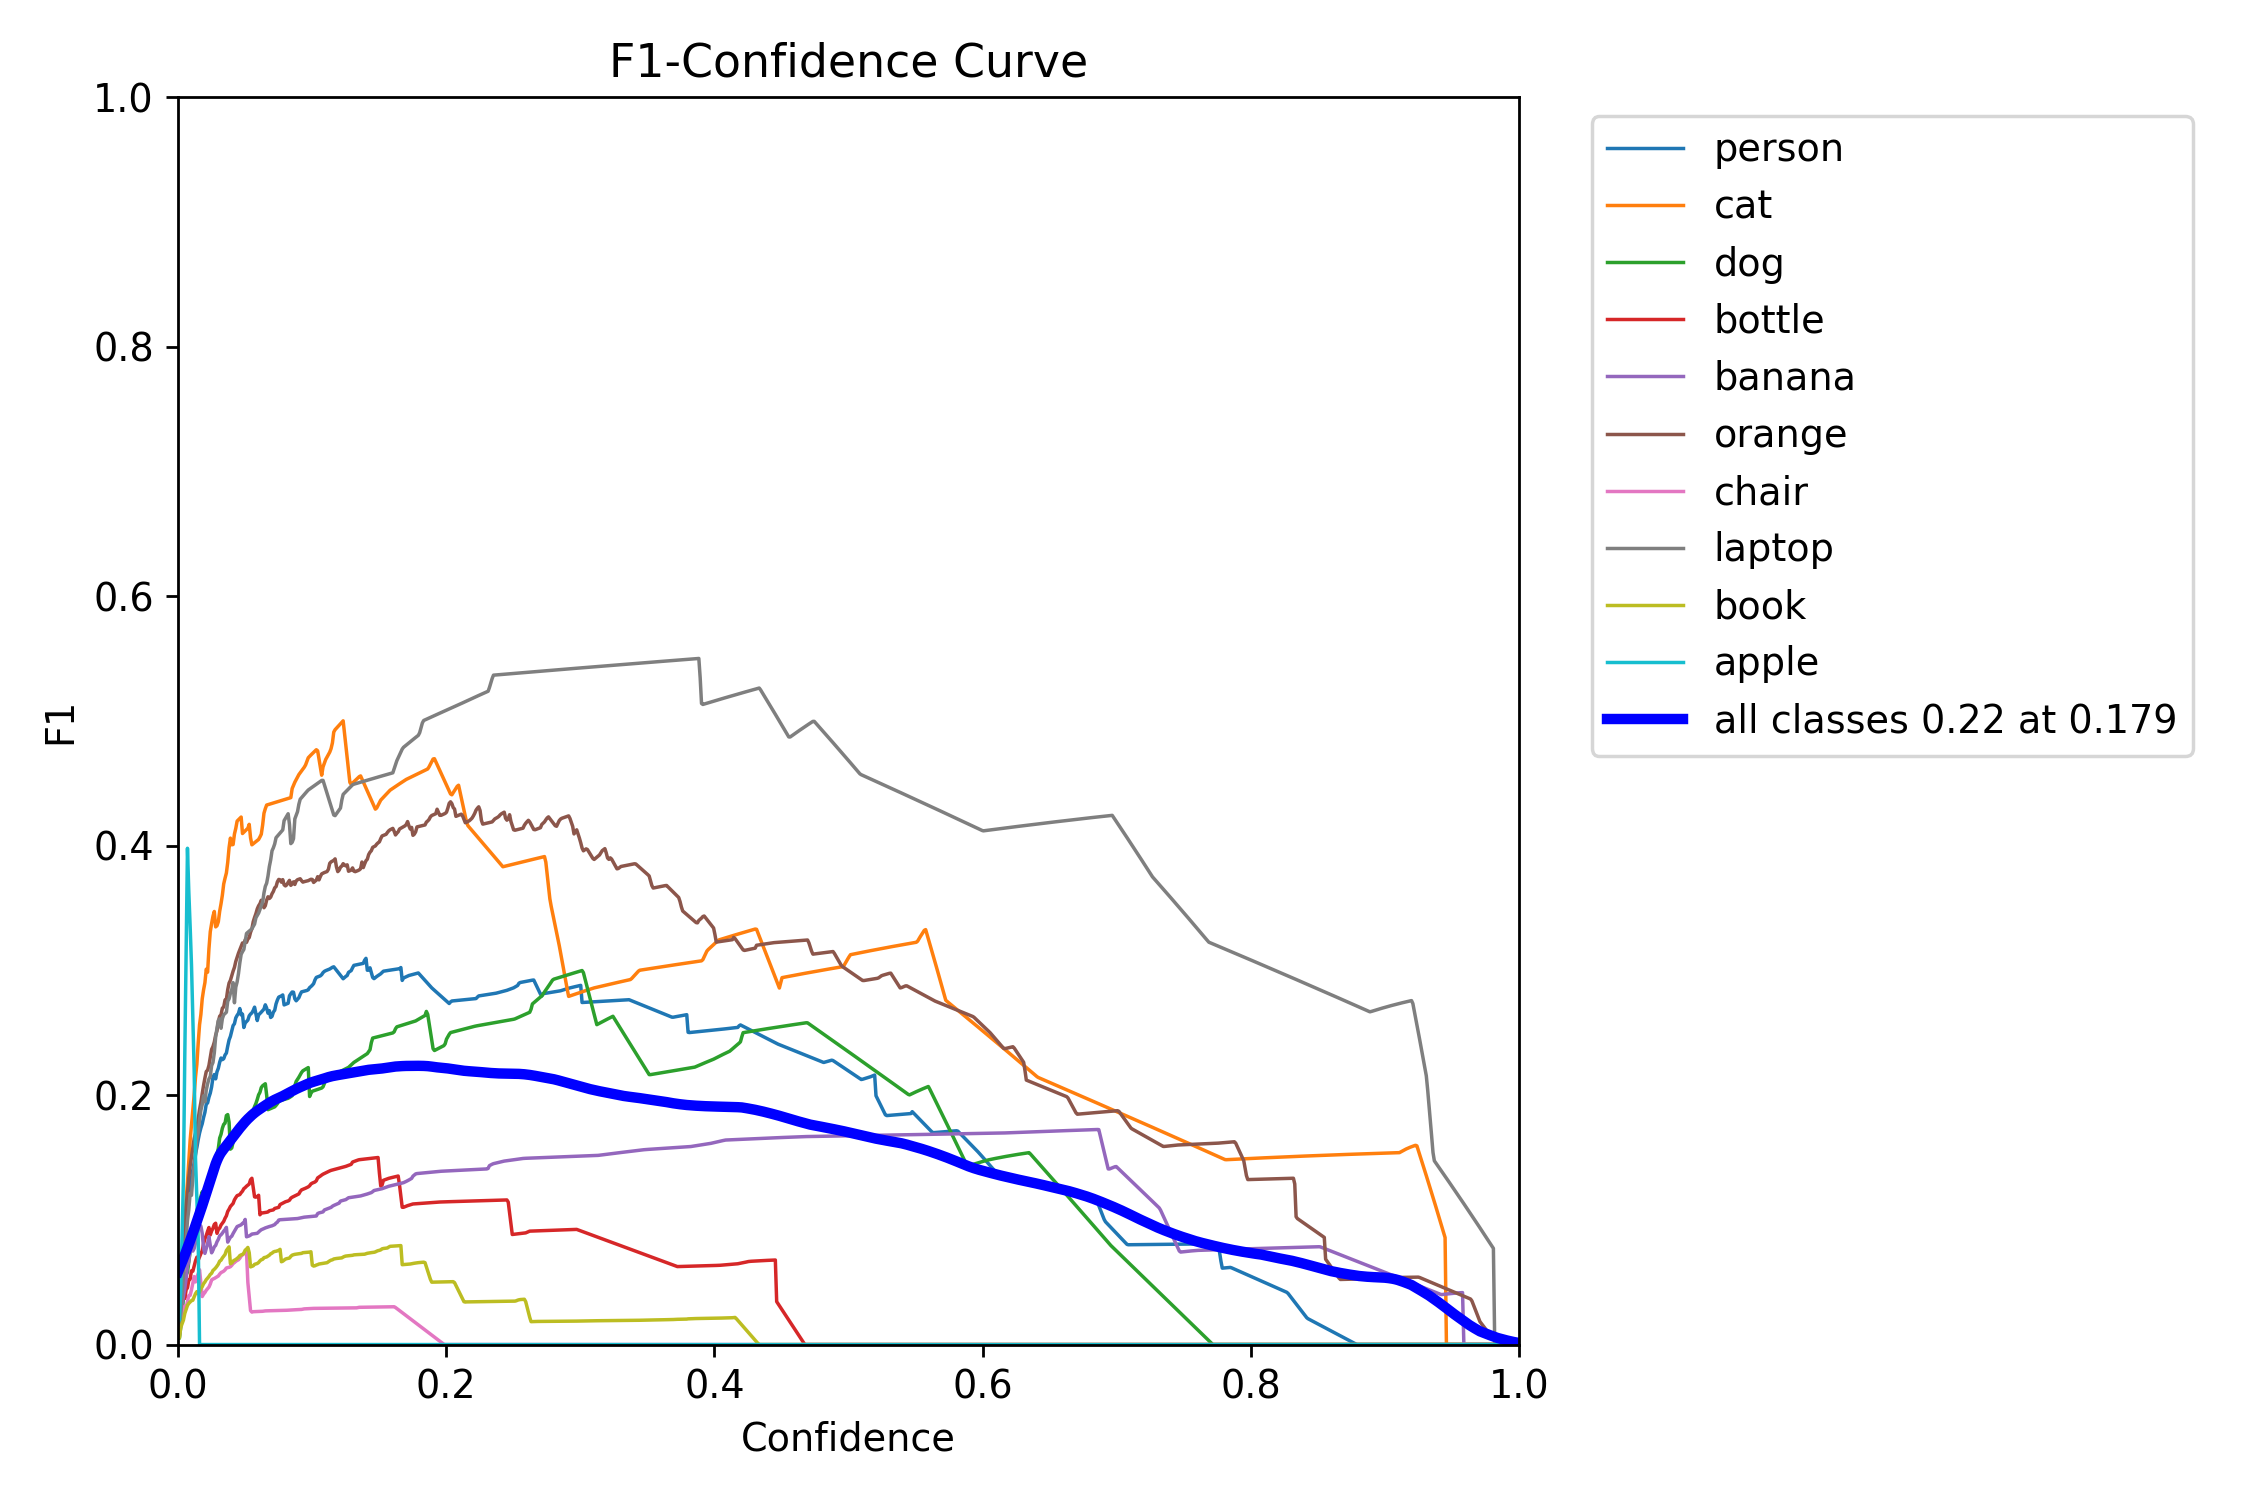 F1-Confidence Curve
1.0
0.8
0.6
0.4
0.2
0.0
F1
0.0 0.2 0.4 0.6 0.8 1.0
Confidence
person
cat
dog
bottle
banana
orange
chair
laptop
book
apple
all classes 0.22 at 0.179